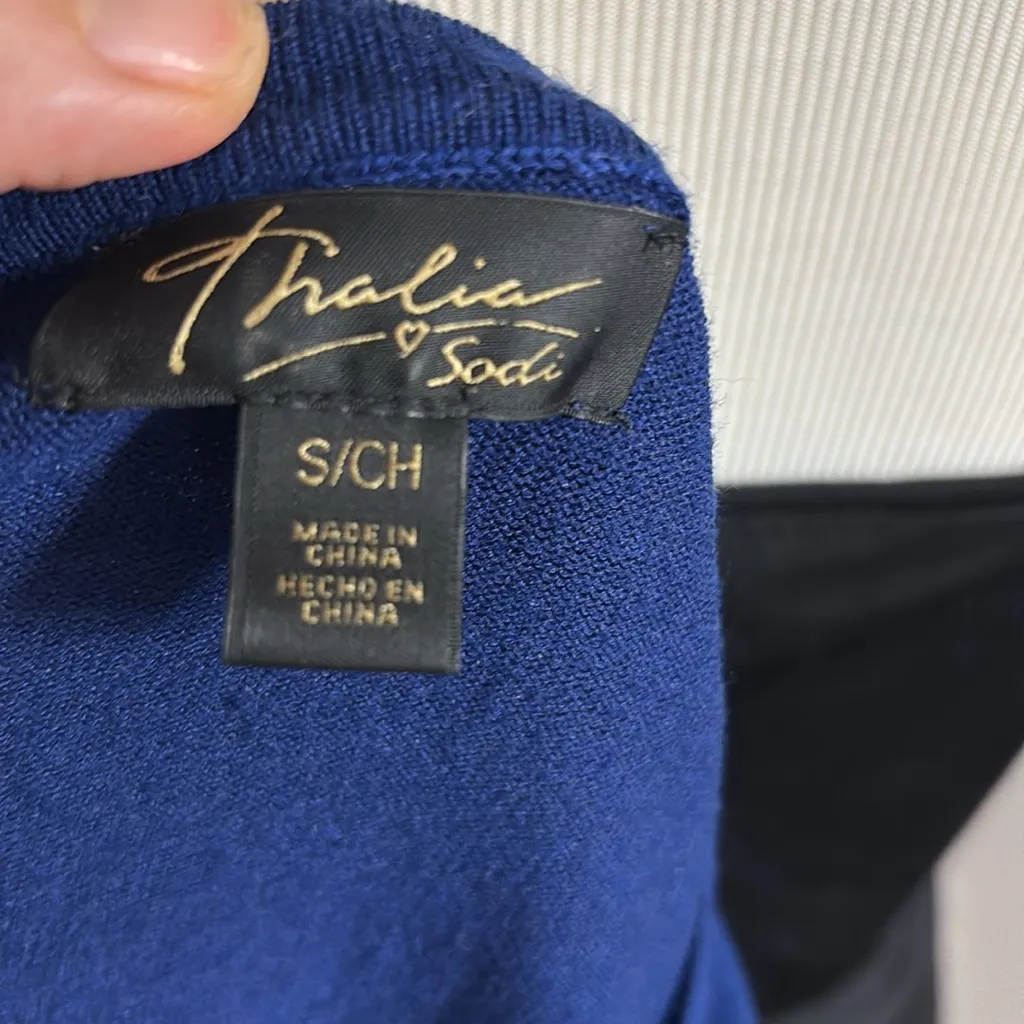 Thalia
Sodi
S/CH
MADE IN
CHINA
HECHO EN
CHINA